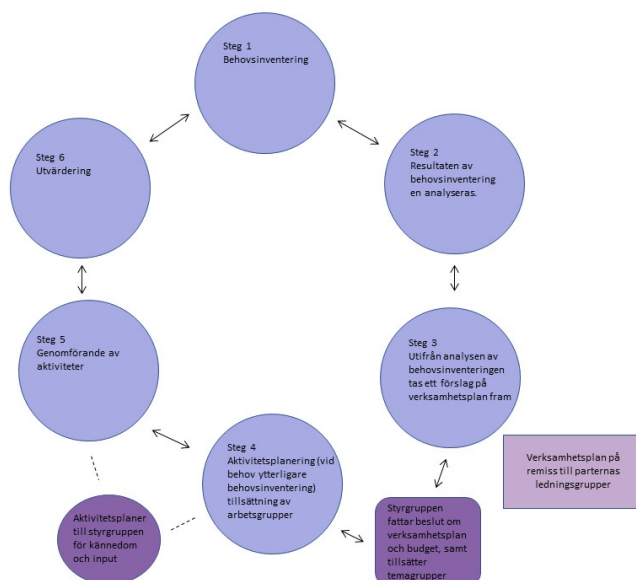 Steg 1
Behovsinventering
Steg 2
Resultaten av
behovsinventering
en analyseras.
Steg 3
Utifrån analysen av
behovsinventeringen
tas ett förslag på
verksamhetsplan fram
Verksamhetsplan på
remiss till parternas
ledningsgrupper
Styrgruppen
fattar beslut om
verksamhetsplan
och budget, samt
tillsätter
temagrupper
Steg 4
Aktivitetsplanering (vid
behov ytterligare
behovsinventering)
tillsättning av
arbetsgrupper
Aktivitetsplaner
till styrgruppen
för kännedom
och input
Steg 5
Genomförande av
aktiviteter
Steg 6
Utvärdering